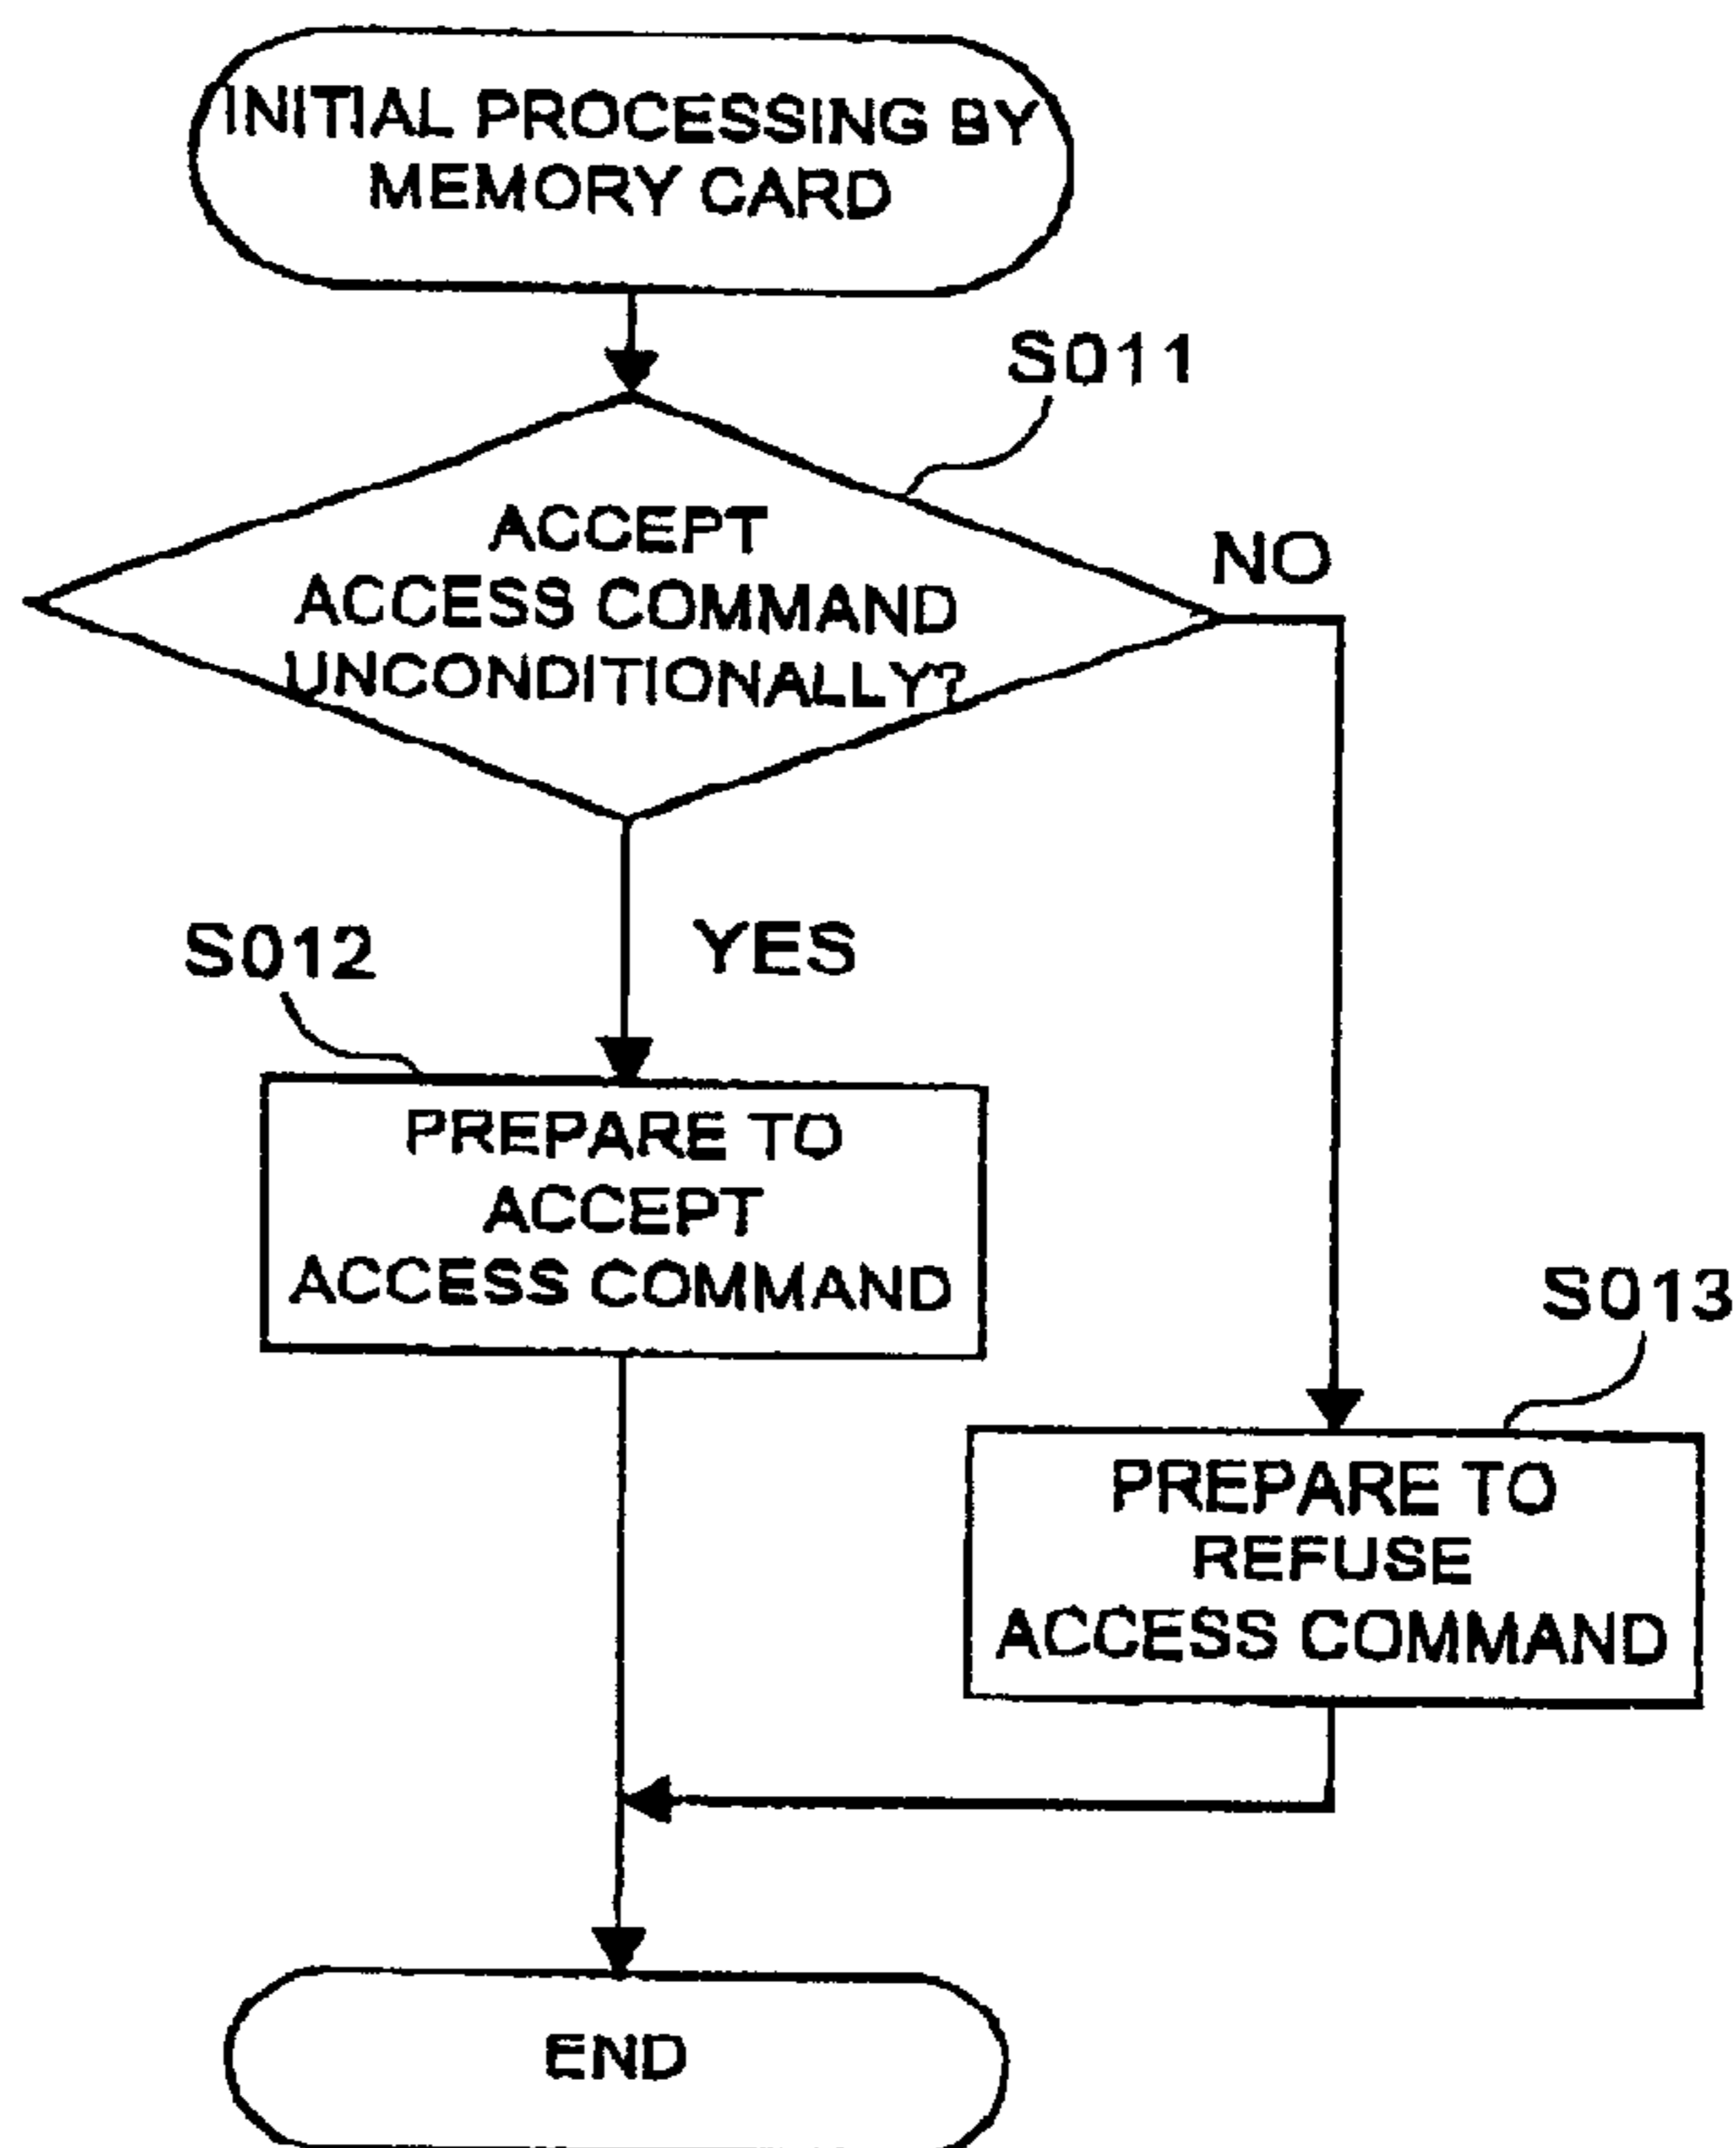 INITIAL PROCESSING BY
MEMORY CARD
S011
ACCEPT
ACCESS COMMAND
UNCONDITIONALLY?
NO
YES
S012
PREPARE TO
ACCEPT
ACCESS COMMAND
S013
PREPARE TO
REFUSE
ACCESS COMMAND
END